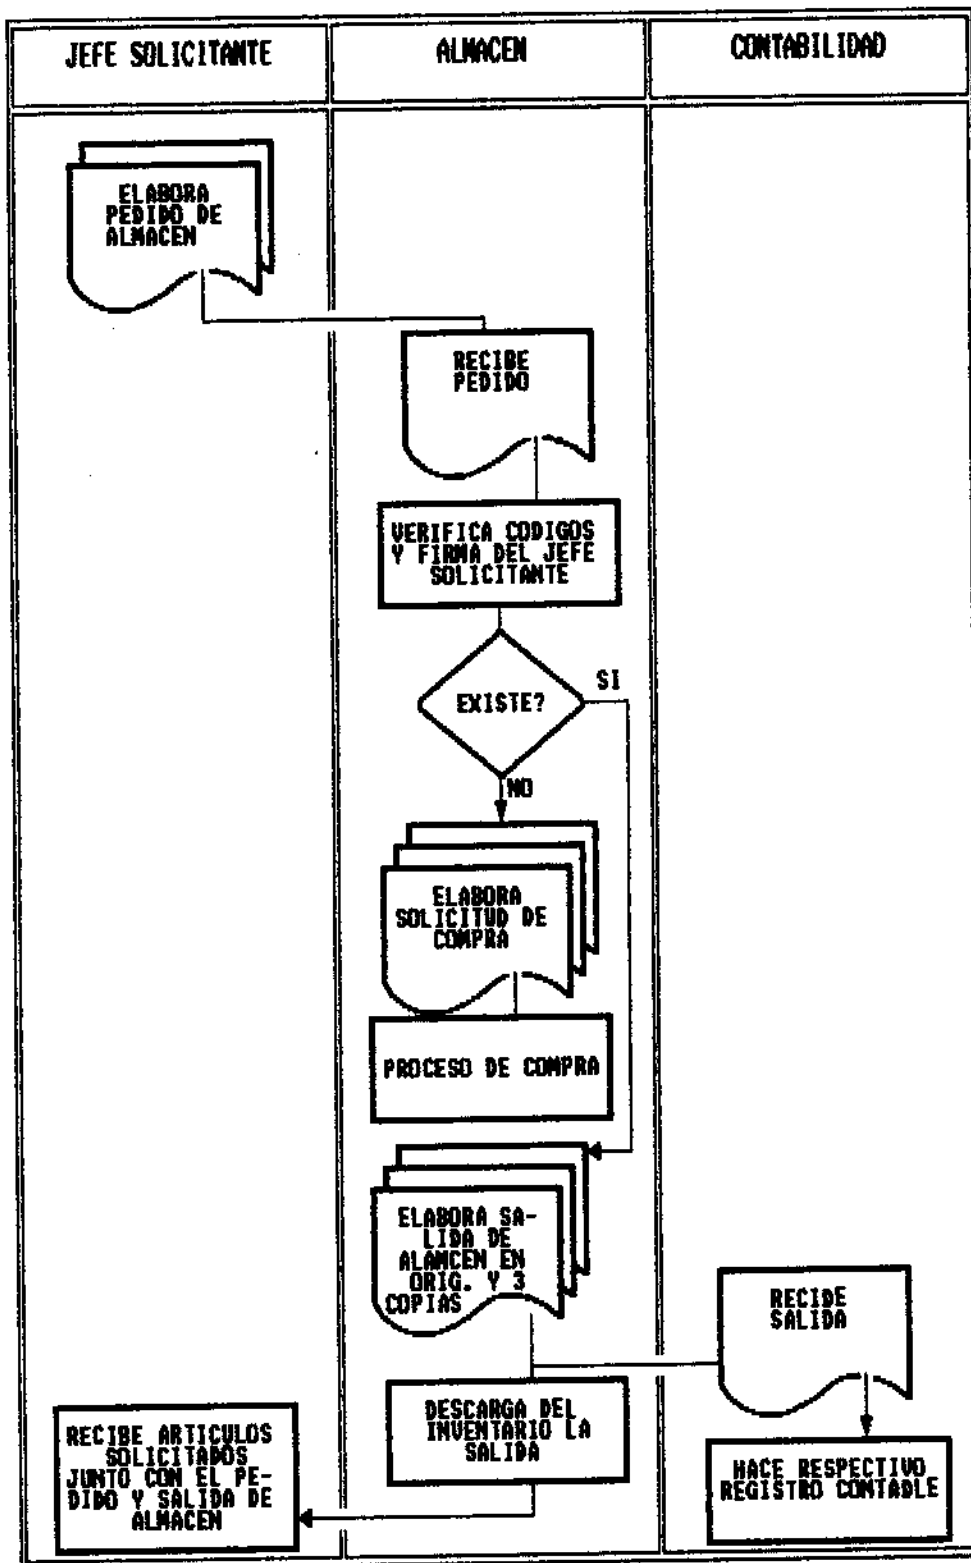 JEFE SOLICITANTE
ALMACEN
CONTABILIDAD
ELABORA
PEDIDO DE
ALMACEN
RECIBE
PEDIDO
VERIFICA CODIGOS
Y FIRMA DEL JEFE
SOLICITANTE
EXISTE?
SI
NO
ELABORA
SOLICITUD DE
COMPRA
PROCESO DE COMPRA
ELABORA SA-
LIDA DE
ALAMCEN EN
ORIG. Y 3
COPIAS
RECIDE
SALIDA
DESCARGA DEL
INVENTARIO LA
SALIDA
RECIBE ARTICULOS
SOLICITADOS
JUNTO CON EL PE-
DIDO Y SALIDA DE
ALMACEN
HACE RESPECTIVO
REGISTRO COMTADLE